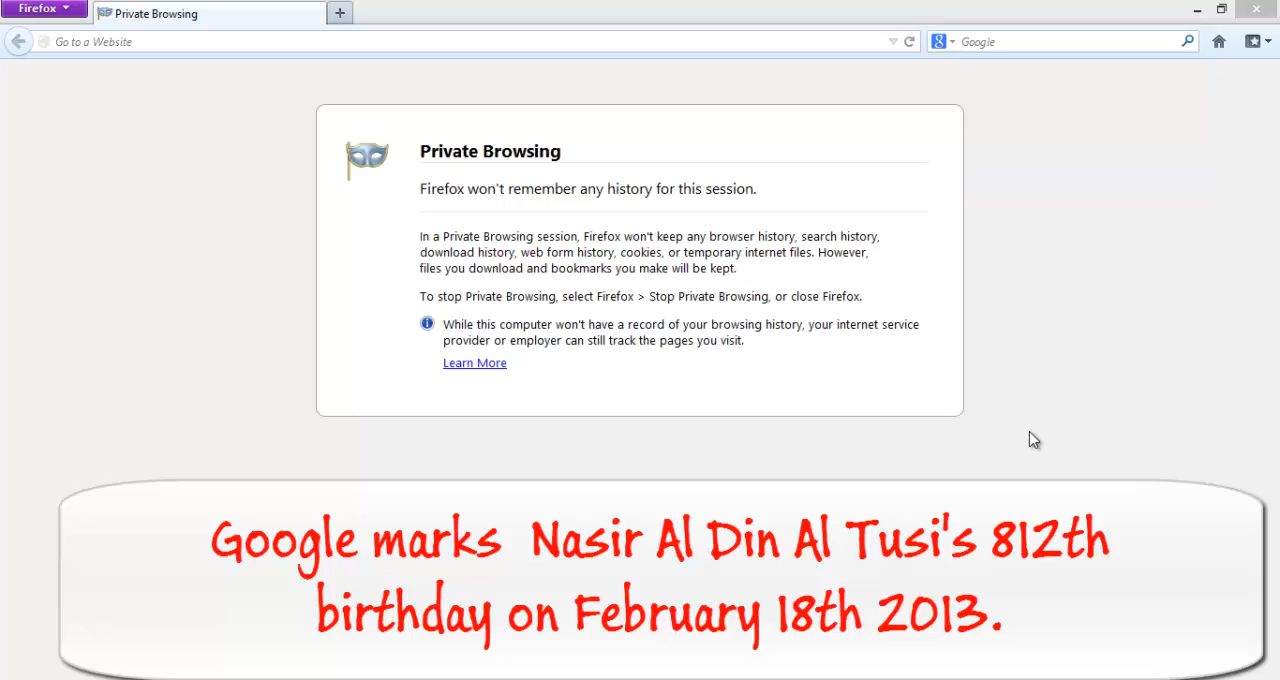 Firefox
Private Browsing
Go to a Website
Google
Private Browsing
Firefox won't remember any history for this session.
In a Private Browsing session, Firefox won't keep any browser history, search history,
download history, web form history, cookies, or temporary internet files. However,
files you download and bookmarks you make will be kept.
To stop Private Browsing, select Firefox > Stop Private Browsing, or close Firefox.
While this computer won't have a record of your browsing history, your internet service
provider or employer can still track the pages you visit.
Learn More
Google marks Nasir Al Din Al Tusi's 812th
birthday on February 18th 2013.